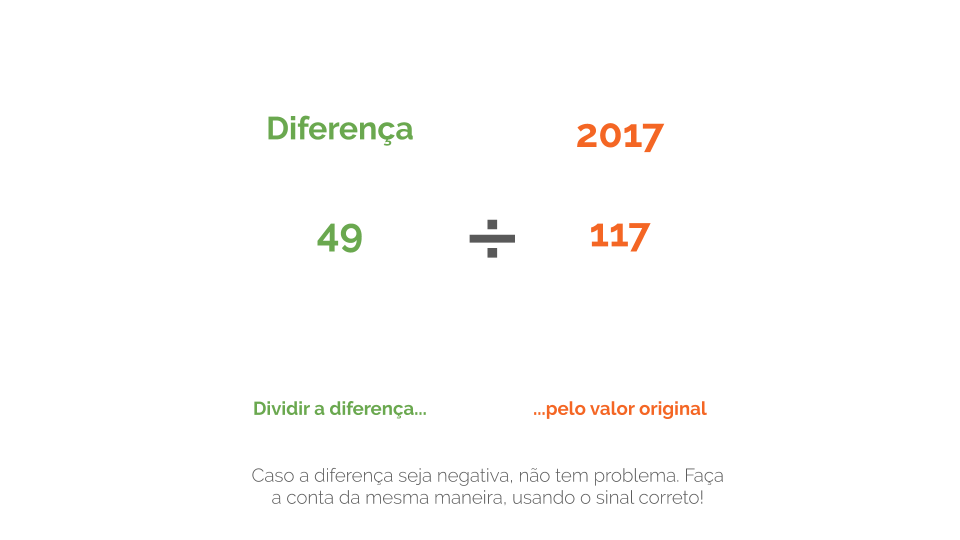 Diferença
2017
49 ÷ 117
Dividir a diferença...
...pelo valor original
Caso a diferença seja negativa, não tem problema. Faça
a conta da mesma maneira, usando o sinal correto!